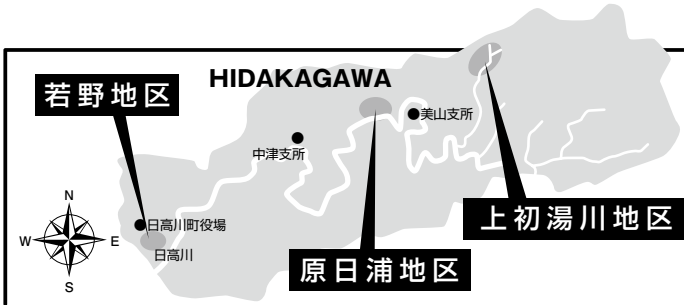 HIDAKAGAWA
若野地区
美山支所
中津支所
上初湯川地区
日高川町役場
日高川
原日浦地区
N
W
E
S